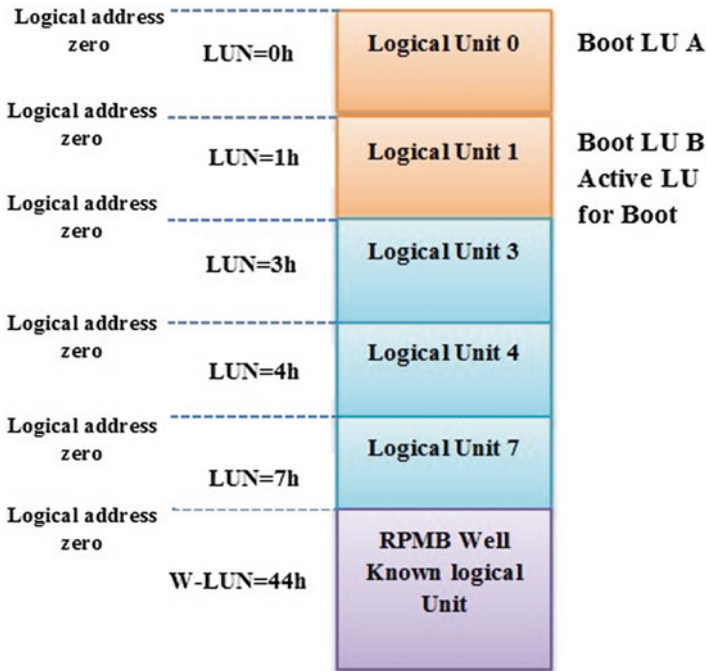 Logical address
zero
LUN=0h
Logical Unit 0
Boot LU A
Logical address
zero
LUN=1h
Logical Unit 1
Boot LU B
Active LU
for Boot
Logical address
zero
LUN=3h
Logical Unit 3
Logical address
zero
LUN=4h
Logical Unit 4
Logical address
zero
LUN=7h
Logical Unit 7
Logical address
zero
W-LUN=44h
RPMB Well
Known logical
Unit